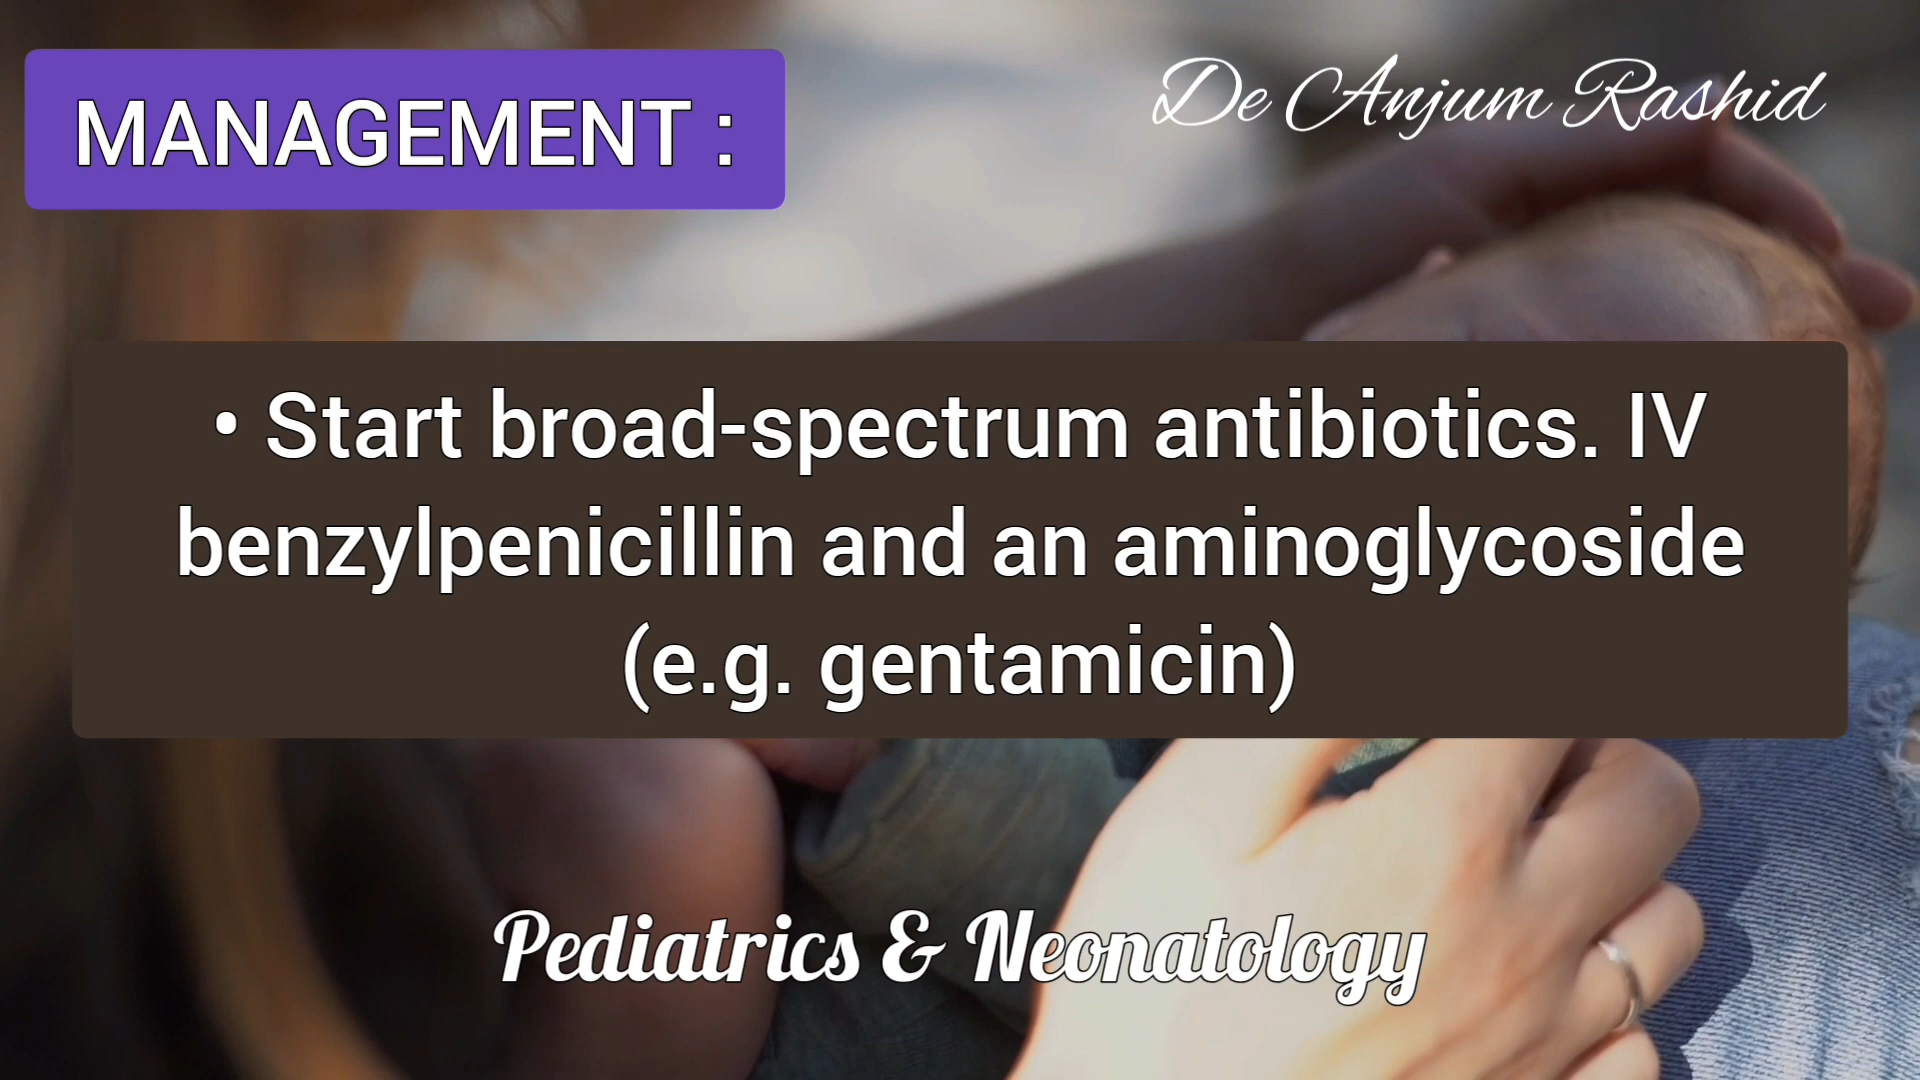 MANAGEMENT :
De Anjum Rashid
• Start broad-spectrum antibiotics. IV
benzylpenicillin and an aminoglycoside
(e.g. gentamicin)
Pediatrics & Neonatology